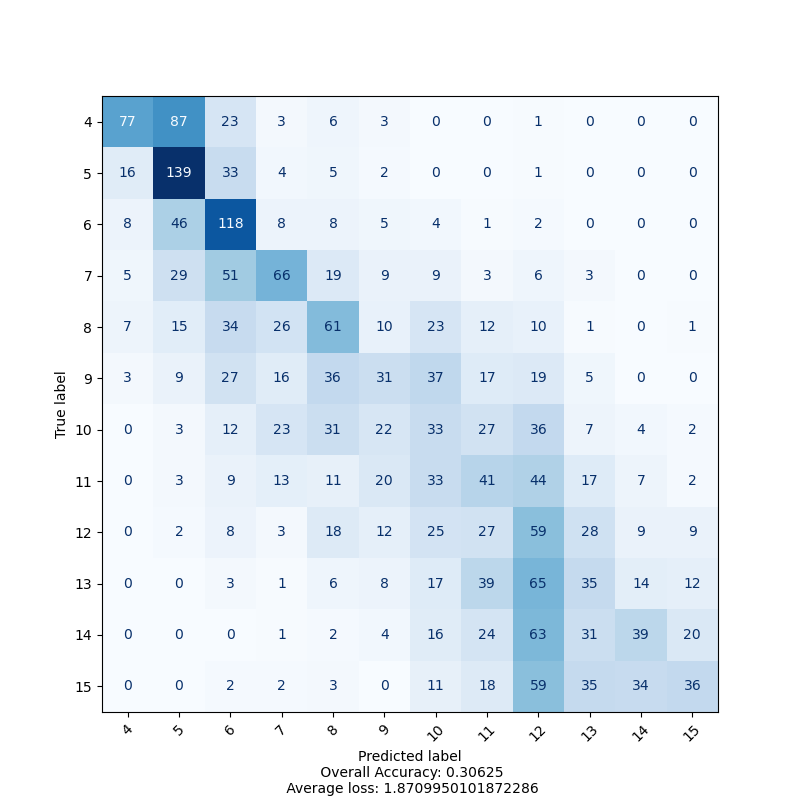 4 77 87 23 3 6 3 0 0 1 0 0 0
5 16 139 33 4 5 2 0 0 1 0 0 0
6 8 46 118 8 8 5 4 1 2 0 0 0
7 5 29 51 66 19 9 9 3 6 3 0 0
8 7 15 34 26 61 10 23 12 10 1 0 1
9 3 9 27 16 36 31 37 17 19 5 0 0
10 0 3 12 23 31 22 33 27 36 7 4 2
11 0 3 9 13 11 20 33 41 44 17 7 2
12 0 2 8 3 18 12 25 27 59 28 9 9
13 0 0 3 1 6 8 17 39 65 35 14 12
14 0 0 0 1 2 4 16 24 63 31 39 20
15 0 0 2 2 3 0 11 18 59 35 34 36
True label
4 5 6 7 8 9 10 11 12 13 14 15
Predicted label
Overall Accuracy: 0.30625
Average loss: 1.8709950101872286